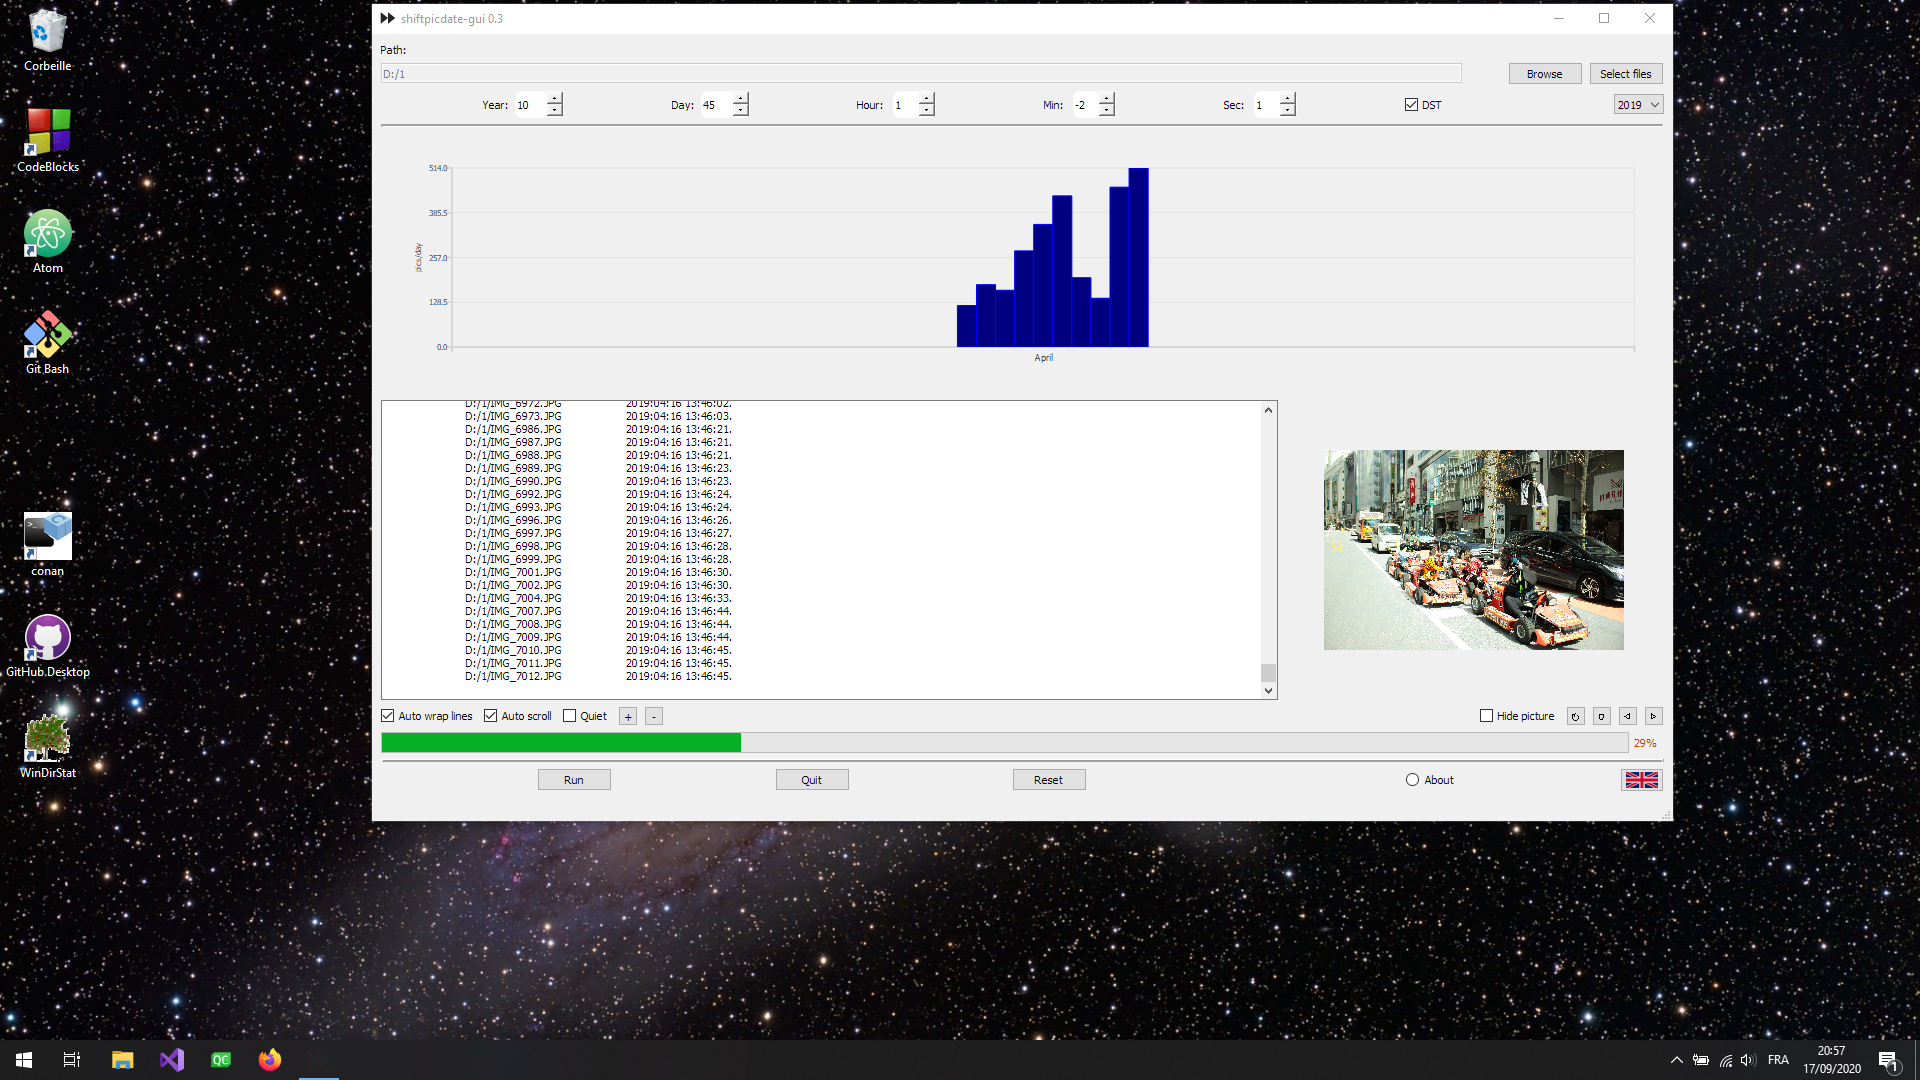 shiftpicdate-gui 0.3
Path:
D:/1
Browse
Select files
Year: 10
Day: 45
Hour: 1
Min: -2
Sec: 1
DST
2019
514.0
385.5
257.0
128.5
0.0
pics/day
April
D:/1/IMG_6972.JPG 2019:04:16 13:46:02.
D:/1/IMG_6973.JPG 2019:04:16 13:46:03.
D:/1/IMG_6986.JPG 2019:04:16 13:46:21.
D:/1/IMG_6987.JPG 2019:04:16 13:46:21.
D:/1/IMG_6988.JPG 2019:04:16 13:46:21.
D:/1/IMG_6989.JPG 2019:04:16 13:46:23.
D:/1/IMG_6990.JPG 2019:04:16 13:46:23.
D:/1/IMG_6992.JPG 2019:04:16 13:46:24.
D:/1/IMG_6993.JPG 2019:04:16 13:46:24.
D:/1/IMG_6996.JPG 2019:04:16 13:46:26.
D:/1/IMG_6997.JPG 2019:04:16 13:46:27.
D:/1/IMG_6998.JPG 2019:04:16 13:46:28.
D:/1/IMG_6999.JPG 2019:04:16 13:46:28.
D:/1/IMG_7001.JPG 2019:04:16 13:46:30.
D:/1/IMG_7002.JPG 2019:04:16 13:46:30.
D:/1/IMG_7004.JPG 2019:04:16 13:46:33.
D:/1/IMG_7007.JPG 2019:04:16 13:46:44.
D:/1/IMG_7008.JPG 2019:04:16 13:46:44.
D:/1/IMG_7009.JPG 2019:04:16 13:46:44.
D:/1/IMG_7010.JPG 2019:04:16 13:46:45.
D:/1/IMG_7011.JPG 2019:04:16 13:46:45.
D:/1/IMG_7012.JPG 2019:04:16 13:46:45.
Auto wrap lines
Auto scroll
Quiet
+
-
Hide picture
29%
Run
Quit
Reset
About
Corbeille
CodeBlocks
Atom
Git Bash
conan
GitHub Desktop
WinDirStat
QC
FRA
20:57
17/09/2020
1